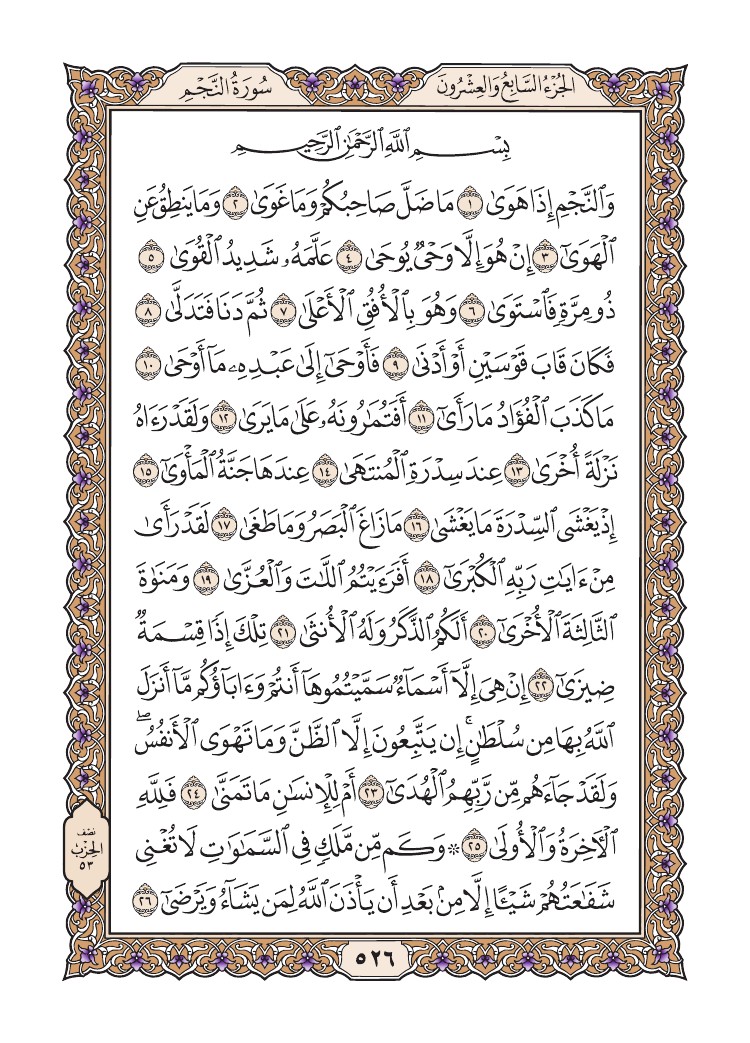 الجُزْءُ السَّابِعُ وَالعِشْرُونَ
سُورَةُ النَّجْمِ
بِسْمِ ٱللَّهِ ٱلرَّحْمَٰنِ ٱلرَّحِيمِ
وَٱلنَّجْمِ إِذَا هَوَىٰ ١ مَا ضَلَّ صَاحِبُكُمْ وَمَا غَوَىٰ ٢ وَمَا يَنطِقُ عَنِ
ٱلْهَوَىٰٓ ٣ إِنْ هُوَ إِلَّا وَحْىٌ يُوحَىٰ ٤ عَلَّمَهُۥ شَدِيدُ ٱلْقُوَىٰ ٥
ذُو مِرَّةٍ فَٱسْتَوَىٰ ٦ وَهُوَ بِٱلْأُفُقِ ٱلْأَعْلَىٰ ٧ ثُمَّ دَنَا فَتَدَلَّىٰ ٨
فَكَانَ قَابَ قَوْسَيْنِ أَوْ أَدْنَىٰ ٩ فَأَوْحَىٰٓ إِلَىٰ عَبْدِهِۦ مَآ أَوْحَىٰ ١٠
مَا كَذَبَ ٱلْفُؤَادُ مَا رَأَىٰٓ ١١ أَفَتُمَٰرُونَهُۥ عَلَىٰ مَا يَرَىٰ ١٢ وَلَقَدْ رَءَاهُ
نَزْلَةً أُخْرَىٰ ١٣ عِندَ سِدْرَةِ ٱلْمُنتَهَىٰ ١٤ عِندَهَا جَنَّةُ ٱلْمَأْوَىٰٓ ١٥
إِذْ يَغْشَى ٱلسِّدْرَةَ مَا يَغْشَىٰ ١٦ مَا زَاغَ ٱلْبَصَرُ وَمَا طَغَىٰ ١٧ لَقَدْ رَأَىٰ
مِنْ ءَايَٰتِ رَبِّهِ ٱلْكُبْرَىٰٓ ١٨ أَفَرَءَيْتُمُ ٱللَّٰتَ وَٱلْعُزَّىٰ ١٩ وَمَنَوٰةَ
ٱلثَّالِثَةَ ٱلْأُخْرَىٰٓ ٢٠ أَلَكُمُ ٱلذَّكَرُ وَلَهُ ٱلْأُنثَىٰ ٢١ تِلْكَ إِذًا قِسْمَةٌ
ضِيزَىٰٓ ٢٢ إِنْ هِىَ إِلَّآ أَسْمَآءٌ سَمَّيْتُمُوهَآ أَنتُمْ وَءَابَآؤُكُم مَّآ أَنزَلَ
ٱللَّهُ بِهَا مِن سُلْطَٰنٍ ۚ إِن يَتَّبِعُونَ إِلَّا ٱلظَّنَّ وَمَا تَهْوَى ٱلْأَنفُسُ ۖ
وَلَقَدْ جَآءَهُم مِّن رَّبِّهِمُ ٱلْهُدَىٰٓ ٢٣ أَمْ لِلْإِنسَٰنِ مَا تَمَنَّىٰ ٢٤ فَلِلَّهِ
ٱلْءَاخِرَةُ وَٱلْأُولَىٰ ٢٥ ۞ وَكَم مِّن مَّلَكٍ فِى ٱلسَّمَٰوَٰتِ لَا تُغْنِى
شَفَٰعَتُهُمْ شَيْـًٔا إِلَّا مِنۢ بَعْدِ أَن يَأْذَنَ ٱللَّهُ لِمَن يَشَآءُ وَيَرْضَىٰٓ ٢٦
نصف
الحزب
٥٣
٥٢٦